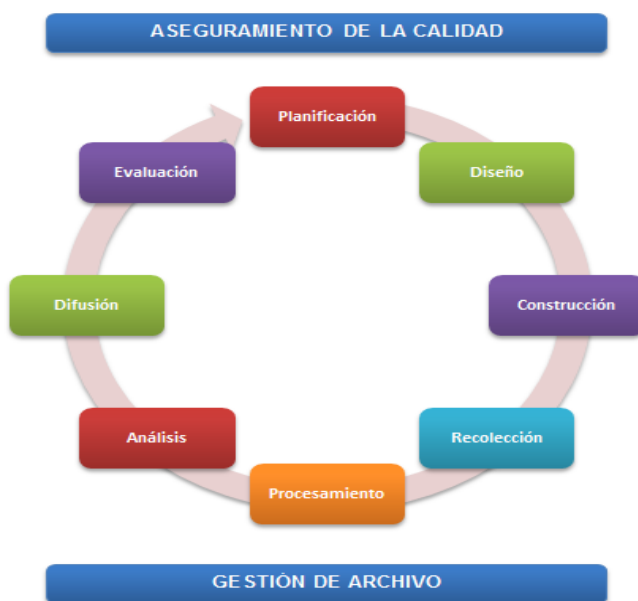 ASEGURAMIENTO DE LA CALIDAD
Planificación
Diseño
Construcción
Recolección
Procesamiento
Análisis
Difusión
Evaluación
GESTIÓN DE ARCHIVO